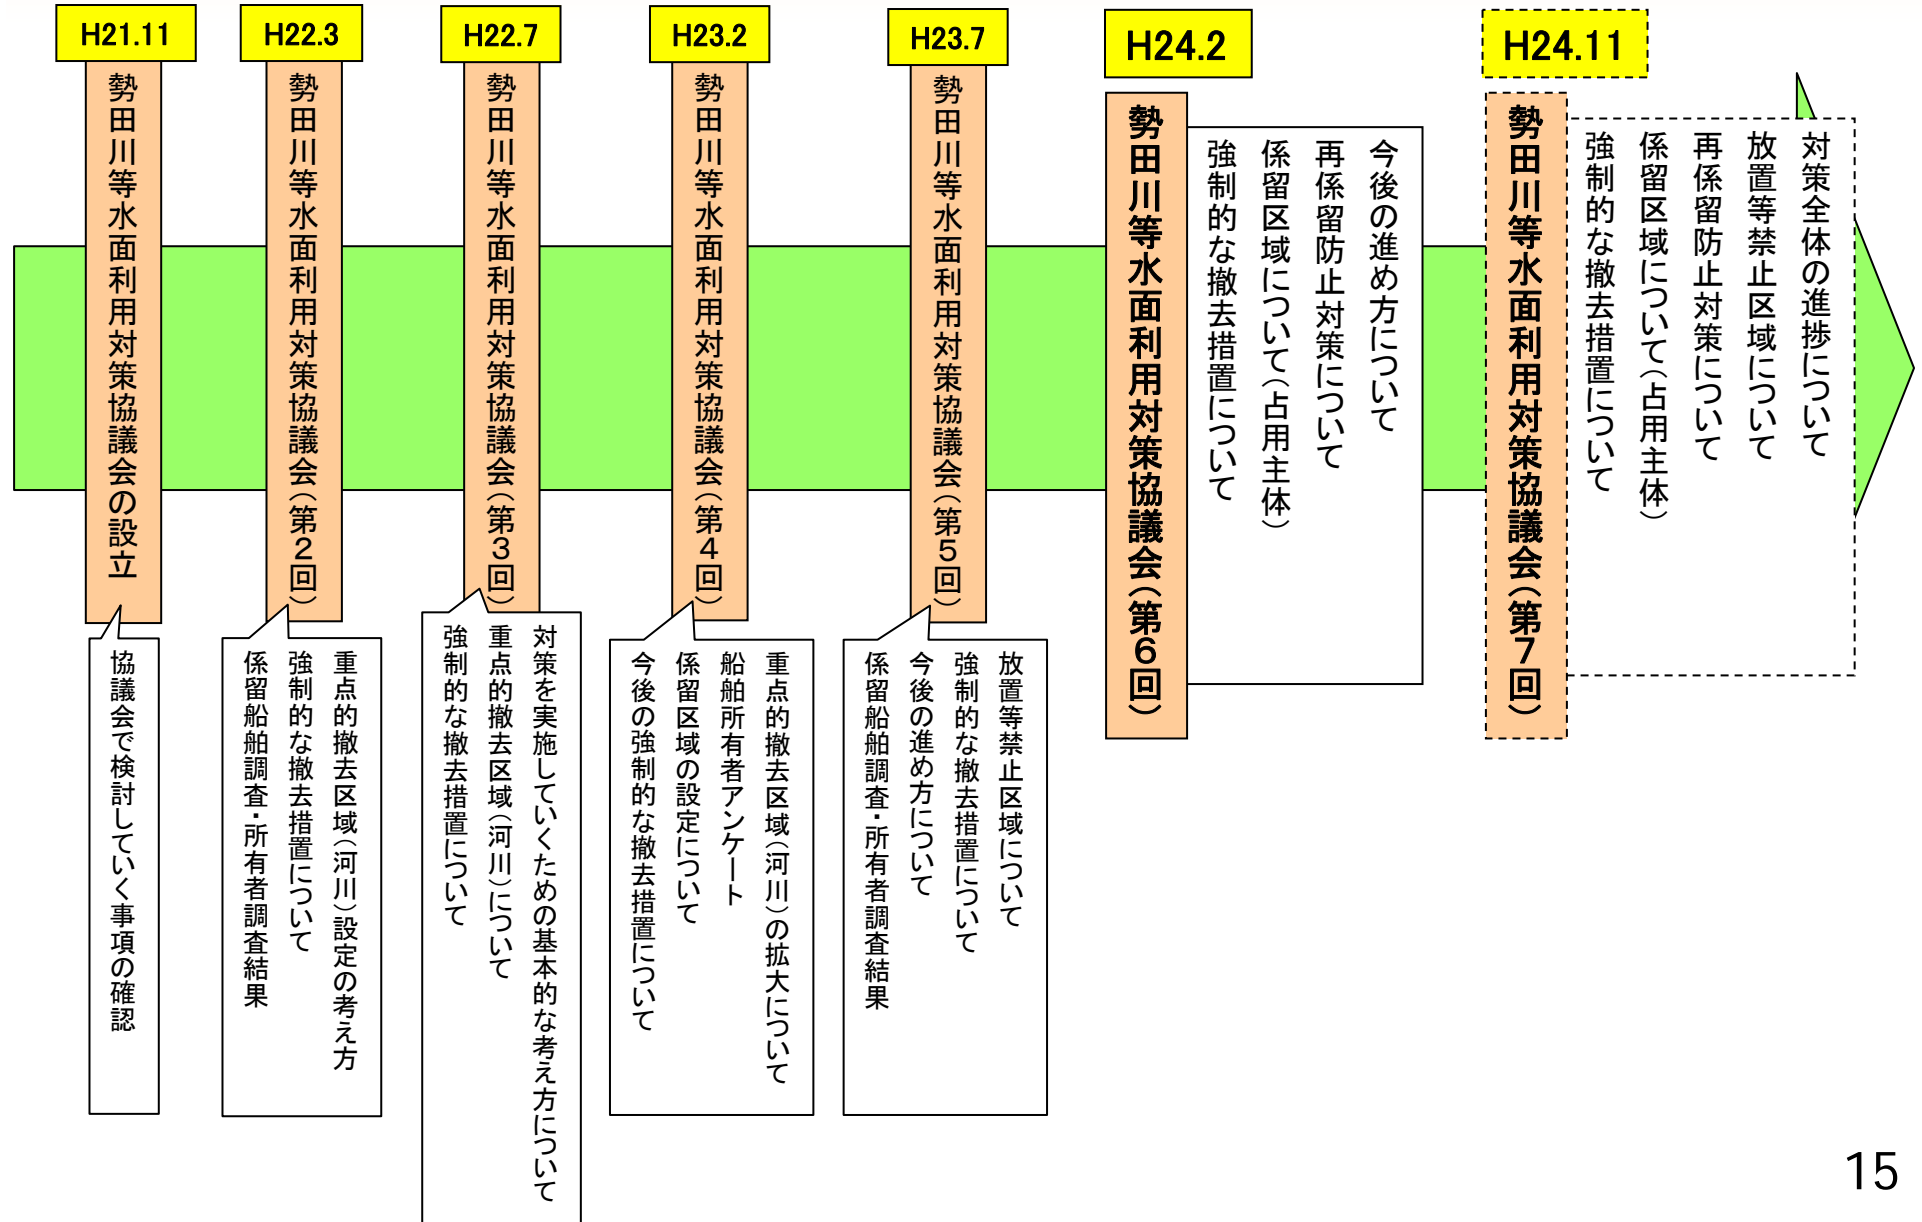 H21.11
勢田川等水面利用対策協議会の設立
協議会で検討していく事項の確認
H22.3
勢田川等水面利用対策協議会（第２回）
重点的撤去区域（河川）設定の考え方
強制的な撤去措置について
係留船舶調査・所有者調査結果
H22.7
勢田川等水面利用対策協議会（第３回）
対策を実施していくための基本的な考え方について
重点的撤去区域（河川）について
強制的な撤去措置について
H23.2
勢田川等水面利用対策協議会（第４回）
重点的撤去区域（河川）の拡大について
船舶所有者アンケート
係留区域の設定について
今後の強制的な撤去措置について
H23.7
勢田川等水面利用対策協議会（第５回）
放置等禁止区域について
強制的な撤去措置について
今後の進め方について
係留船舶調査・所有者調査結果
H24.2
勢田川等水面利用対策協議会（第６回）
今後の進め方について
再係留防止対策について
係留区域について（占用主体）
強制的な撤去措置について
H24.11
勢田川等水面利用対策協議会（第７回）
対策全体の進捗について
放置等禁止区域について
再係留防止対策について
係留区域について（占用主体）
強制的な撤去措置について
15